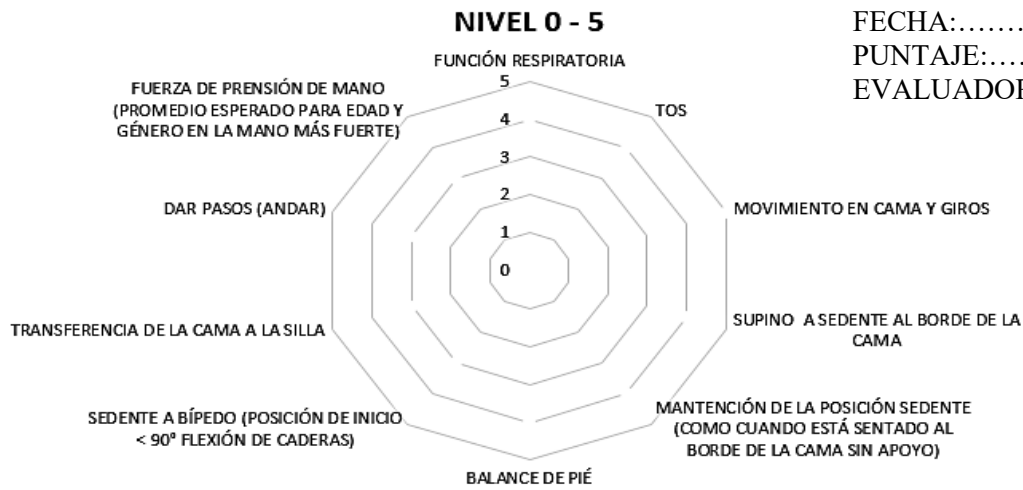 NIVEL 0 - 5
FECHA:.......
PUNTAJE:....
EVALUADOR
FUNCIÓN RESPIRATORIA
TOS
MOVIMIENTO EN CAMA Y GIROS
SUPINO A SEDENTE AL BORDE DE LA
CAMA
MANTENCIÓN DE LA POSICIÓN SEDENTE
(COMO CUANDO ESTÁ SENTADO AL
BORDE DE LA CAMA SIN APOYO)
BALANCE DE PIÉ
SEDENTE A BÍPEDO (POSICIÓN DE INICIO
< 90° FLEXIÓN DE CADERAS)
TRANSFERENCIA DE LA CAMA A LA SILLA
DAR PASOS (ANDAR)
FUERZA DE PRENSIÓN DE MANO
(PROMEDIO ESPERADO PARA EDAD Y
GÉNERO EN LA MANO MÁS FUERTE)
5
4
3
2
1
0